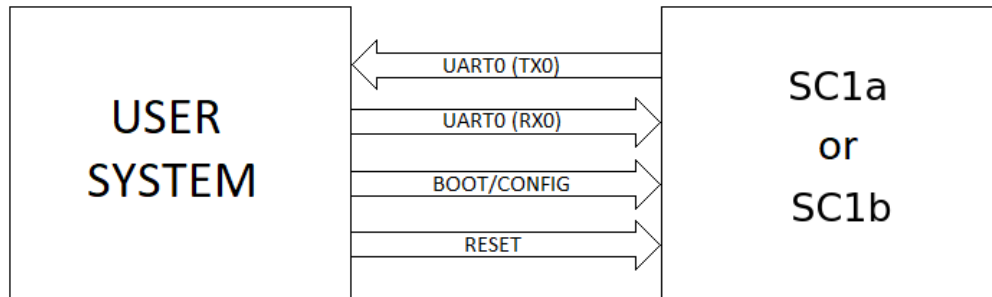 USER
SYSTEM
UART0 (TX0)
UART0 (RX0)
BOOT/CONFIG
RESET
SC1a
or
SC1b